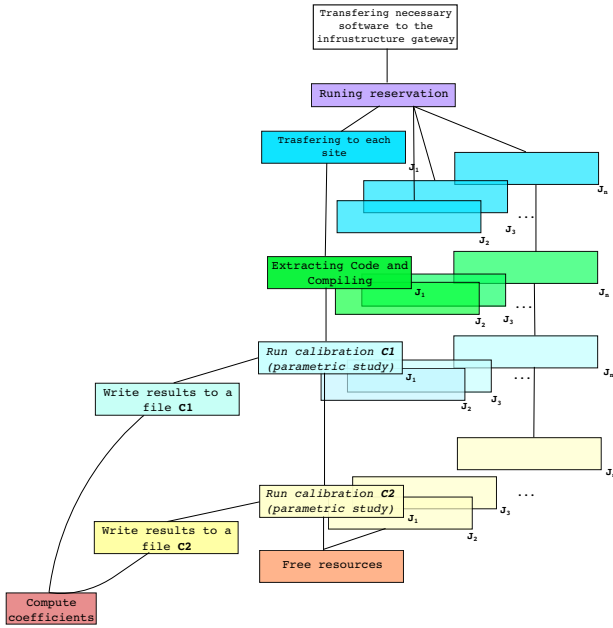 Transfering necessary
software to the
infrustructure gateway
Runing reservation
Trasfering to each
site
J1
Jn
...
J3
J2
Extracting Code and
Compiling
J1
Jn
...
J3
J2
Run calibration C1
(parametric study)
J1
Jn
...
J3
J2
Write results to a
file C1
Run calibration C2
(parametric study)
...
J3
J1
J2
Write results to a
file C2
Free resources
Compute
coefficients